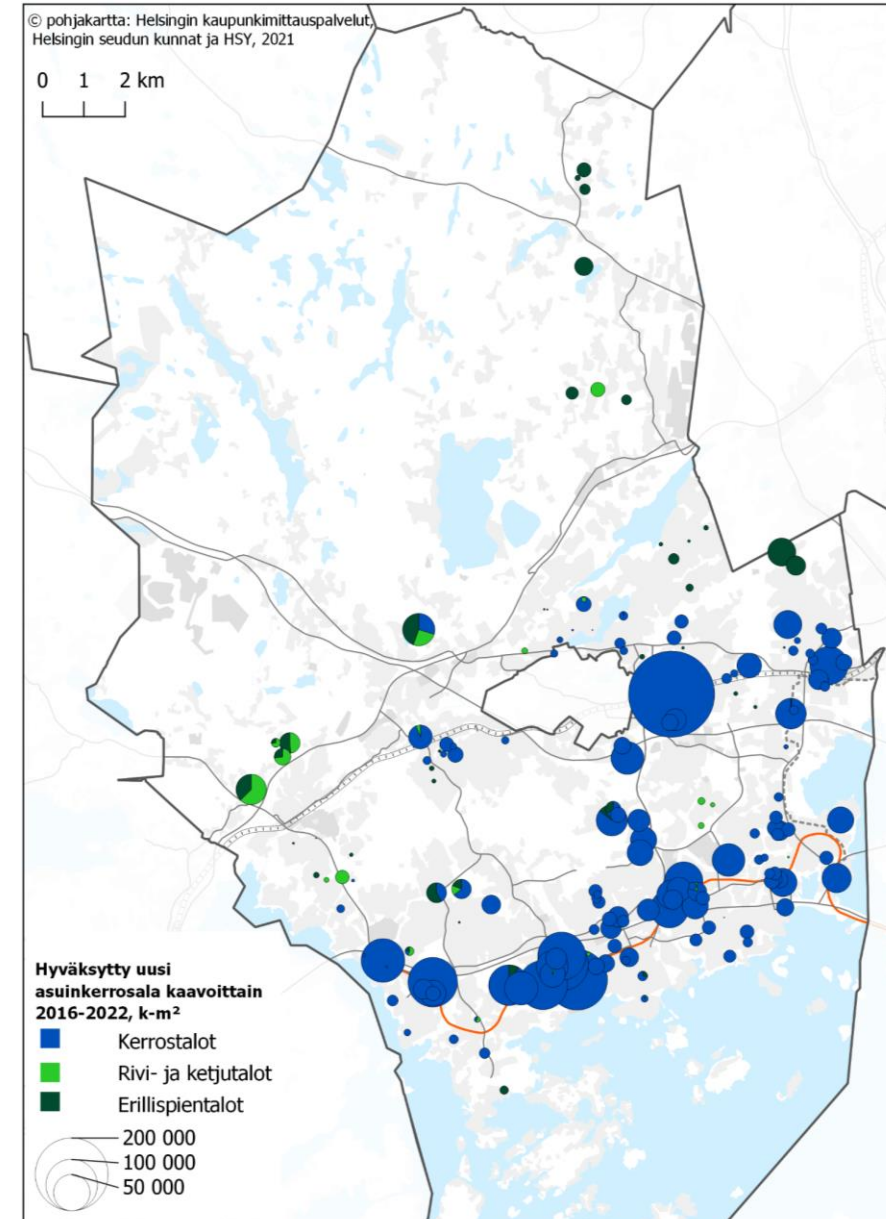 © pohjakartta: Helsingin kaupunkimittauspalvelut,
Helsingin seudun kunnat ja HSY, 2021
0 1 2 km
Hyväksytty uusi
asuinkerrosala kaavoittain
2016-2022, k-m²
Kerrostalot
Rivi- ja ketjutalot
Erillispientalot
200 000
100 000
50 000